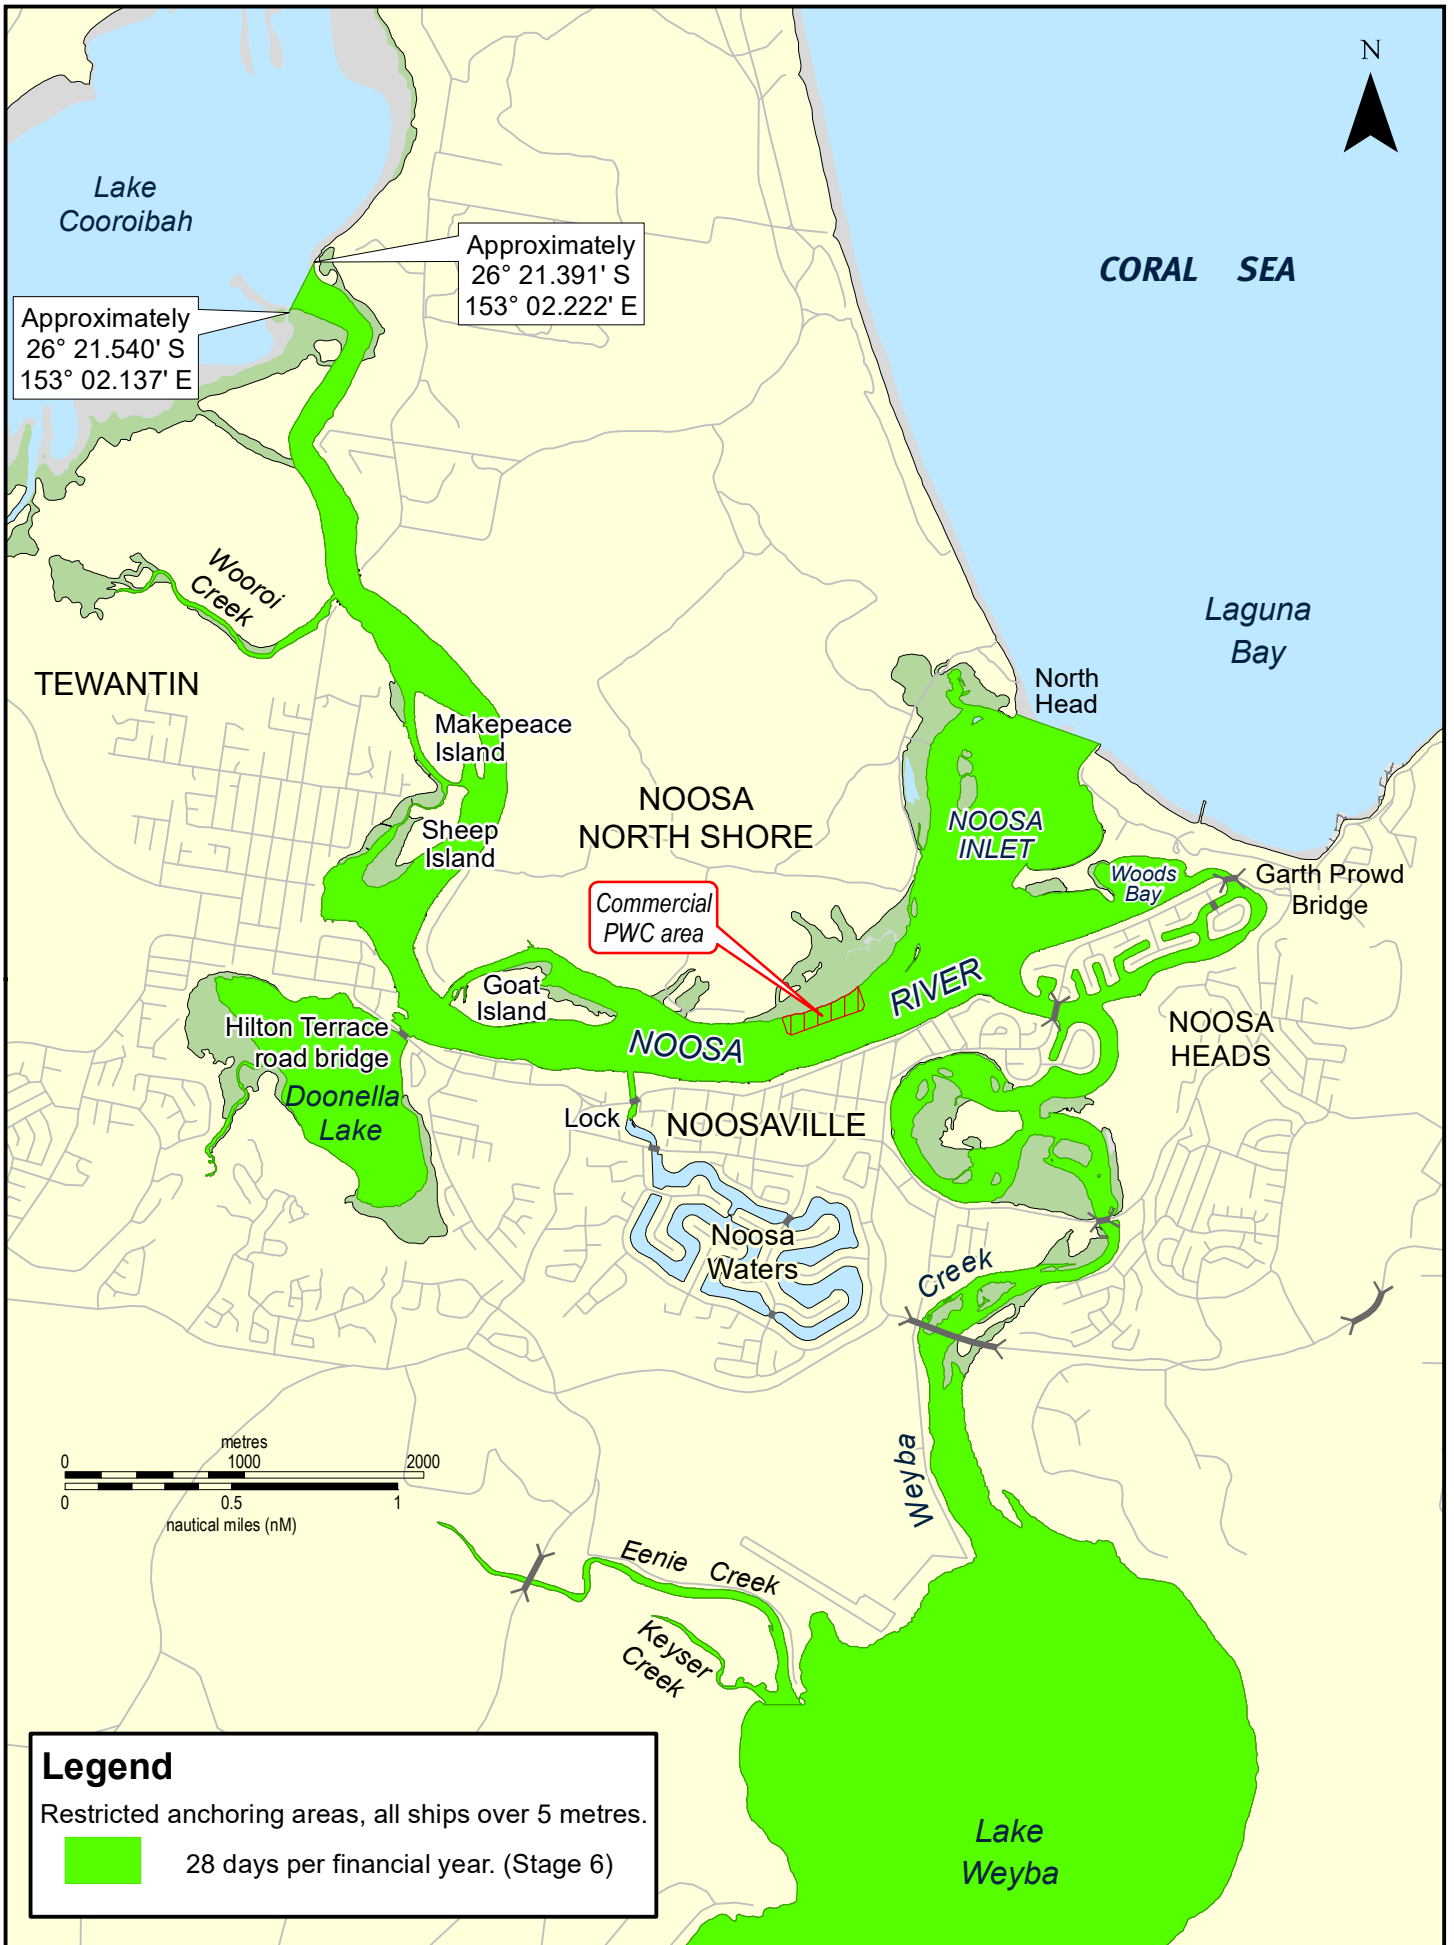 N
Lake
Cooroibah
Approximately
26° 21.391' S
153° 02.222' E
CORAL SEA
Approximately
26° 21.540' S
153° 02.137' E
Wooroi
Creek
Laguna
Bay
TEWANTIN
North
Head
Makepeace
Island
NOOSA
NORTH SHORE
Sheep
Island
NOOSA
INLET
Woods
Bay
Garth Prowd
Bridge
Commercial
PWC area
Goat
Island
RIVER
NOOSA
Hilton Terrace
road bridge
NOOSA
HEADS
Doonella
Lake
Lock
NOOSAVILLE
Noosa
Waters
Creek
Weyba
metres
0 1000 2000
0 0.5 1
nautical miles (nM)
Eenie Creek
Keyser
Creek
Legend
Restricted anchoring areas, all ships over 5 metres.
28 days per financial year. (Stage 6)
Lake
Weyba